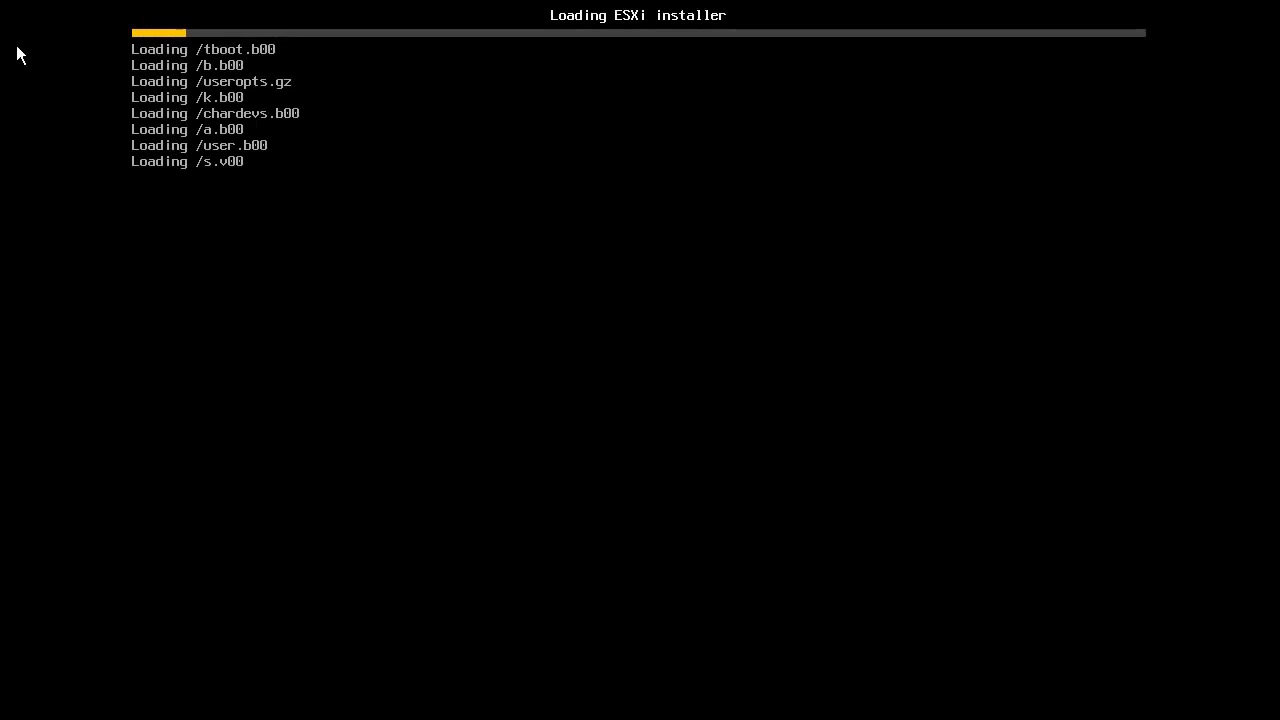 Loading ESXi installer
Loading /tboot.b00
Loading /b.b00
Loading /useropts.gz
Loading /k.b00
Loading /chardevs.b00
Loading /a.b00
Loading /user.b00
Loading /s.v00